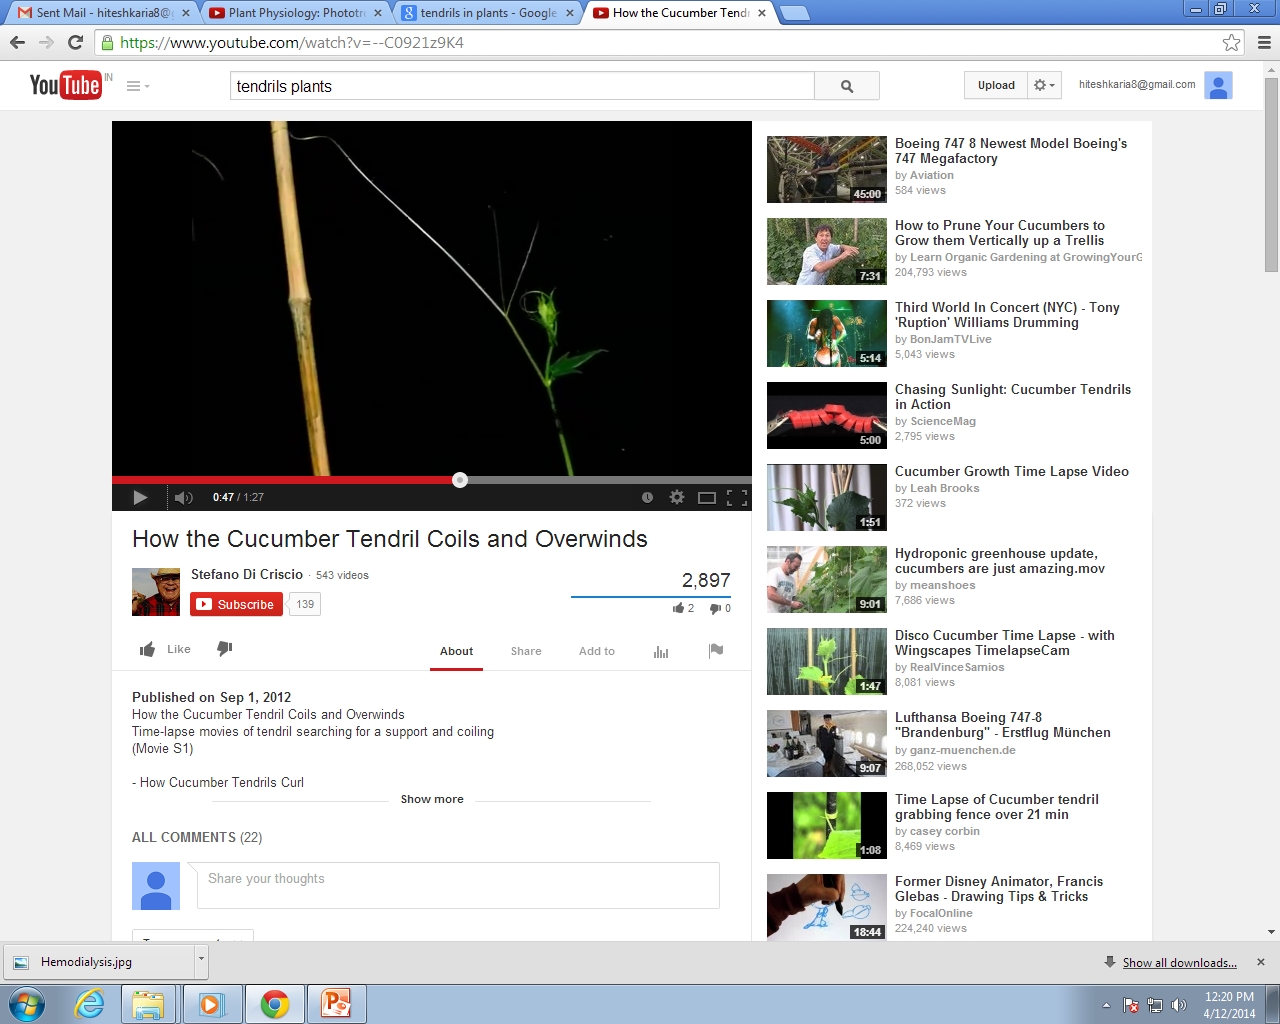 Sent Mail - hiteshkaria8@g
Plant Physiology: Phototro
tendrils in plants - Google
How the Cucumber Tendr
https://www.youtube.com/watch?v=--C0921z9K4
YouTube IN
tendrils plants
Upload
hiteshkaria8@gmail.com
0:47 / 1:27
How the Cucumber Tendril Coils and Overwinds
Stefano Di Criscio · 543 videos
Subscribe 139
2,897
2 0
Like
About Share Add to
Published on Sep 1, 2012
How the Cucumber Tendril Coils and Overwinds
Time-lapse movies of tendril searching for a support and coiling
(Movie S1)
- How Cucumber Tendrils Curl
Show more
ALL COMMENTS (22)
Share your thoughts
45:00
Boeing 747 8 Newest Model Boeing's
747 Megafactory
by Aviation
584 views
7:31
How to Prune Your Cucumbers to
Grow them Vertically up a Trellis
by Learn Organic Gardening at GrowingYourG
204,793 views
5:14
Third World In Concert (NYC) - Tony
'Ruption' Williams Drumming
by BonJamTVLive
5,043 views
5:00
Chasing Sunlight: Cucumber Tendrils
in Action
by ScienceMag
2,795 views
1:51
Cucumber Growth Time Lapse Video
by Leah Brooks
372 views
9:01
Hydroponic greenhouse update,
cucumbers are just amazing.mov
by meanshoes
7,686 views
1:47
Disco Cucumber Time Lapse - with
Wingscapes TimelapseCam
by RealVinceSamios
8,081 views
9:07
Lufthansa Boeing 747-8
"Brandenburg" - Erstflug München
by ganz-muenchen.de
268,052 views
1:08
Time Lapse of Cucumber tendril
grabbing fence over 21 min
by casey corbin
8,469 views
18:44
Former Disney Animator, Francis
Glebas - Drawing Tips & Tricks
by FocalOnline
224,240 views
Hemodialysis.jpg
Show all downloads...
12:20 PM
4/12/2014